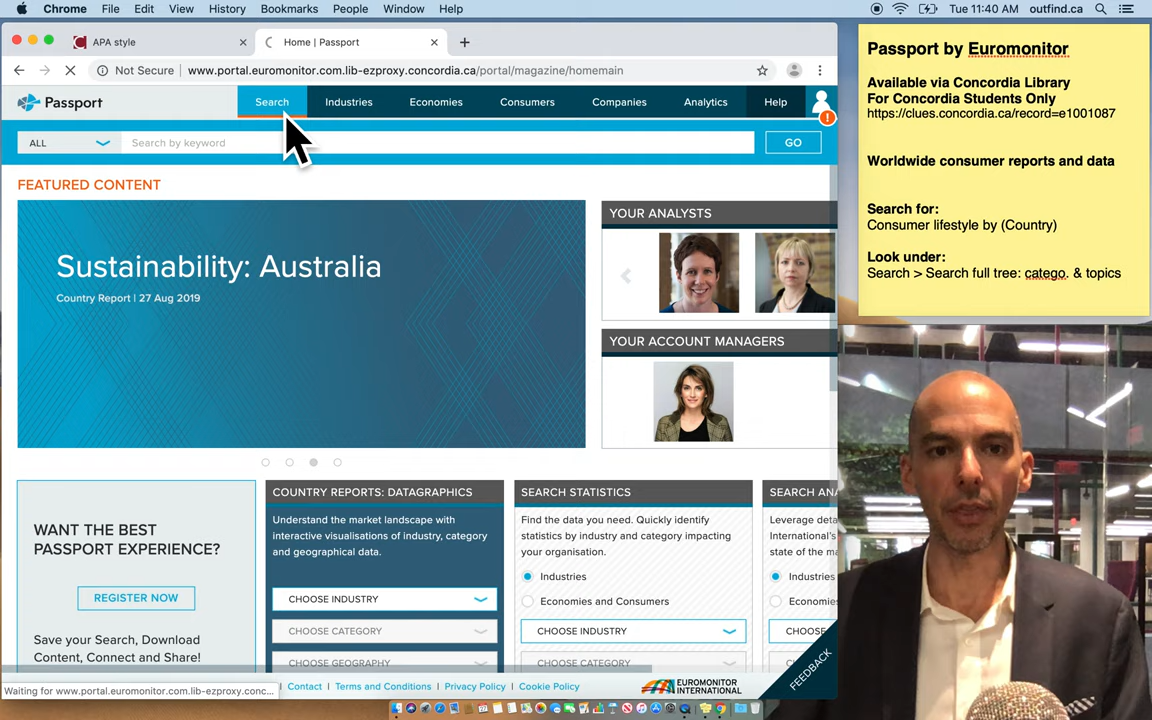 Chrome File Edit View History Bookmarks People Window Help
Tue 11:40 AM outfind.ca
APA style
Home | Passport
Not Secure | www.portal.euromonitor.com.lib-ezproxy.concordia.ca/portal/magazine/homemain
Passport
Search Industries Economies Consumers Companies Analytics Help
!
ALL Search by keyword GO
FEATURED CONTENT
Sustainability: Australia
Country Report | 27 Aug 2019
YOUR ANALYSTS
YOUR ACCOUNT MANAGERS
WANT THE BEST
PASSPORT EXPERIENCE?
REGISTER NOW
Save your Search, Download
Content, Connect and Share!
COUNTRY REPORTS: DATAGRAPHICS
Understand the market landscape with
interactive visualisations of industry, category
and geographical data.
CHOOSE INDUSTRY
CHOOSE CATEGORY
CHOOSE GEOGRAPHY
SEARCH STATISTICS
Find the data you need. Quickly identify
statistics by industry and category impacting
your organisation.
Industries
Economies and Consumers
CHOOSE INDUSTRY
CHOOSE CATEGORY
SEARCH ANA
Leverage deta
International's
state of the ma
Industries
Economies
CHOOSE
FEEDBACK
Waiting for www.portal.euromonitor.com.lib-ezproxy.conc...
Contact | Terms and Conditions | Privacy Policy | Cookie Policy
EUROMONITOR
INTERNATIONAL
Passport by Euromonitor
Available via Concordia Library
For Concordia Students Only
https://clues.concordia.ca/record=e1001087
Worldwide consumer reports and data
Search for:
Consumer lifestyle by (Country)
Look under:
Search > Search full tree: catego. & topics